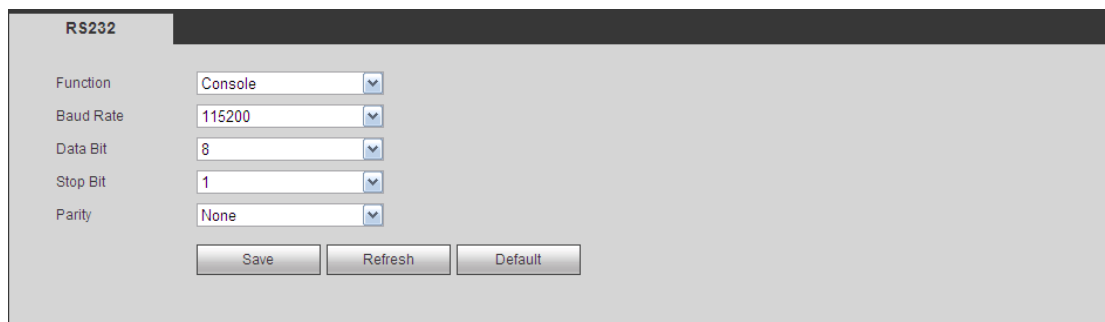 RS232
Function Console
Baud Rate 115200
Data Bit 8
Stop Bit 1
Parity None
Save Refresh Default